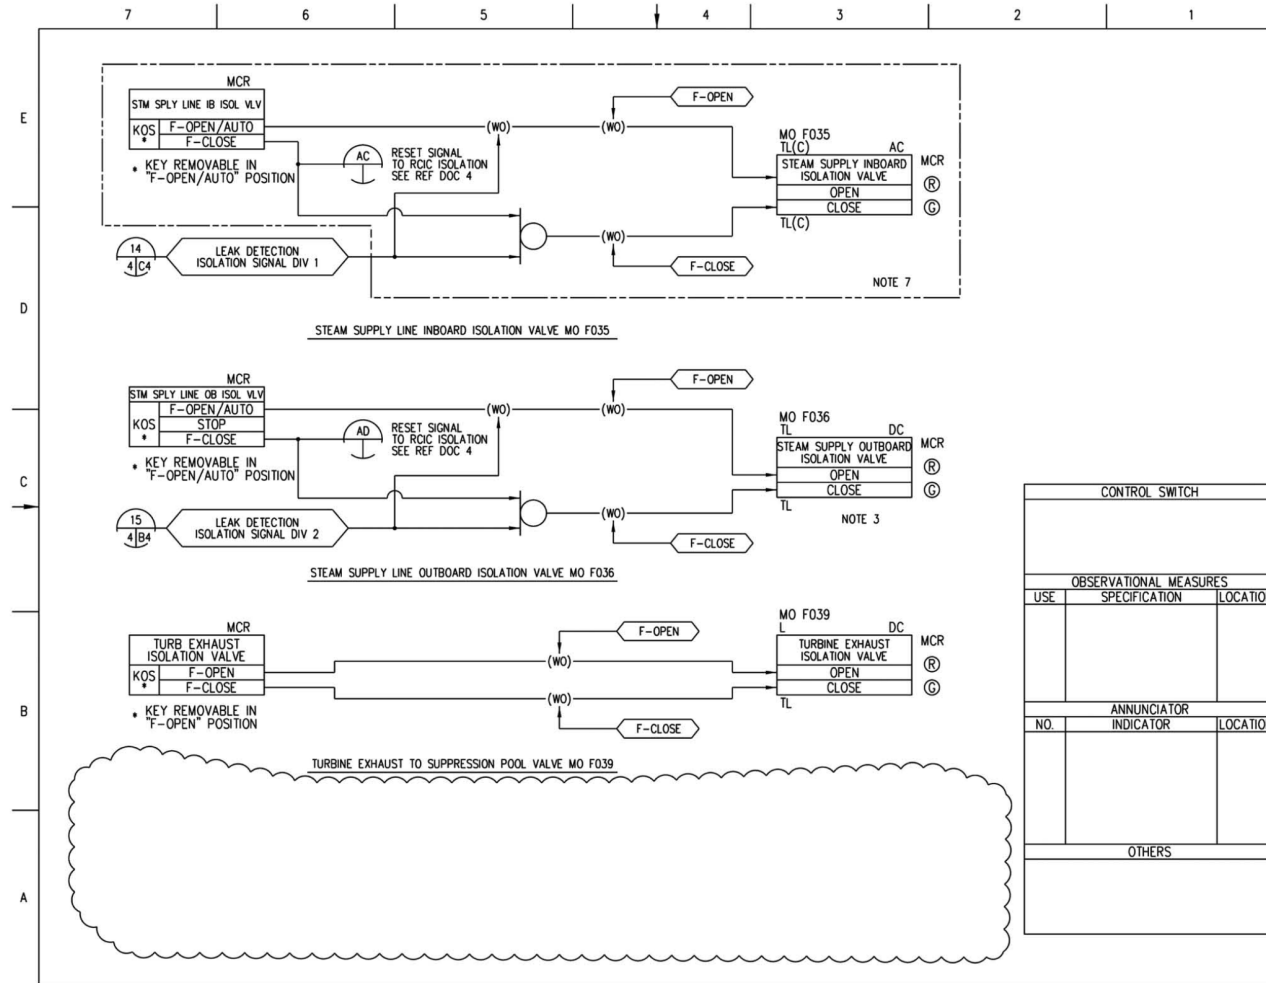 7 6 5 4 3 2 1
E
MCR
STM SPLY LINE IB ISOL VLV
KOS
*
F-OPEN/AUTO
F-CLOSE
* KEY REMOVABLE IN
"F-OPEN/AUTO" POSITION
AC
RESET SIGNAL
TO RCIC ISOLATION
SEE REF DOC 4
(WO)
(WO)
F-OPEN
MO F035
TL(C) AC
STEAM SUPPLY INBOARD
ISOLATION VALVE
OPEN
CLOSE
TL(C)
MCR
R
G
14
4 C4
LEAK DETECTION
ISOLATION SIGNAL DIV 1
(WO)
F-CLOSE
NOTE 7
D
STEAM SUPPLY LINE INBOARD ISOLATION VALVE MO F035
MCR
STM SPLY LINE OB ISOL VLV
KOS
*
F-OPEN/AUTO
STOP
F-CLOSE
* KEY REMOVABLE IN
"F-OPEN/AUTO" POSITION
AD
RESET SIGNAL
TO RCIC ISOLATION
SEE REF DOC 4
(WO)
(WO)
F-OPEN
MO F036
TL DC
STEAM SUPPLY OUTBOARD
ISOLATION VALVE
OPEN
CLOSE
TL
MCR
R
G
C
15
4 B4
LEAK DETECTION
ISOLATION SIGNAL DIV 2
(WO)
F-CLOSE
NOTE 3
STEAM SUPPLY LINE OUTBOARD ISOLATION VALVE MO F036
MCR
TURB EXHAUST
ISOLATION VALVE
KOS
*
F-OPEN
F-CLOSE
* KEY REMOVABLE IN
"F-OPEN" POSITION
(WO)
F-OPEN
(WO)
F-CLOSE
MO F039
L DC
TURBINE EXHAUST
ISOLATION VALVE
OPEN
CLOSE
TL
MCR
R
G
B
TURBINE EXHAUST TO SUPPRESSION POOL VALVE MO F039
A
CONTROL SWITCH
OBSERVATIONAL MEASURES
USE SPECIFICATION LOCATIO
ANNUNCIATOR
NO. INDICATOR LOCATIO
OTHERS